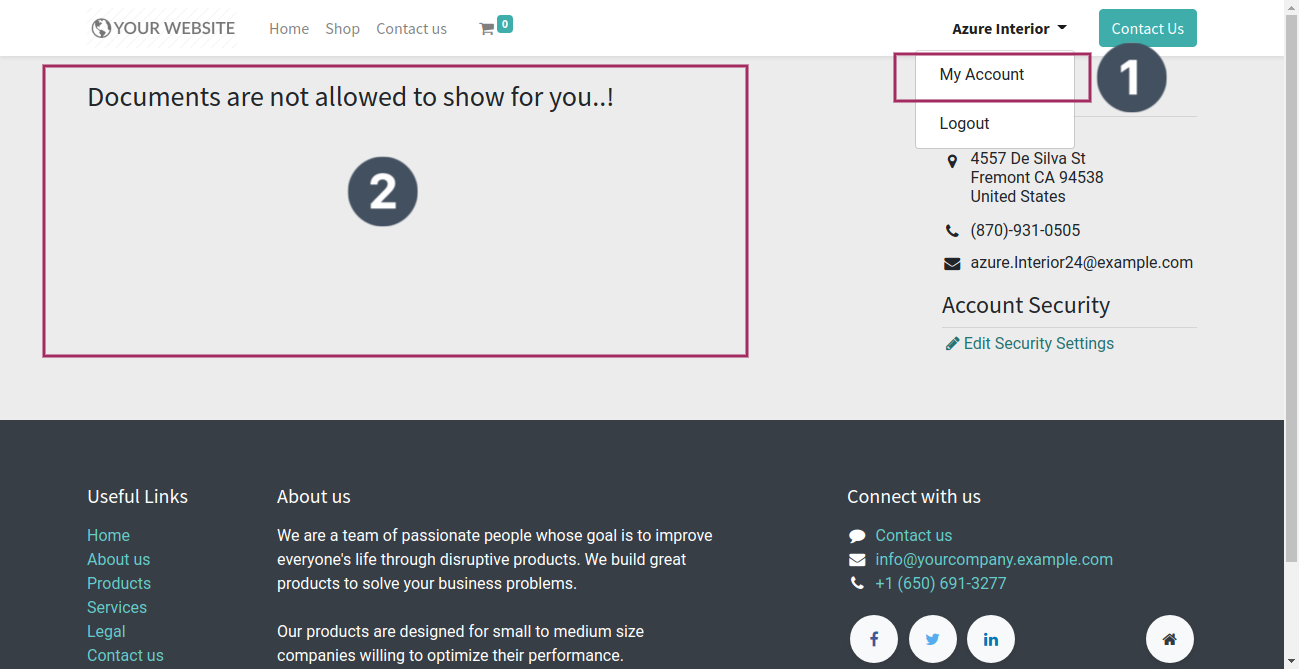 YOUR WEBSITE Home Shop Contact us 0 Azure Interior Contact Us
My Account
1
Logout
Documents are not allowed to show for you..!
2
4557 De Silva St
Fremont CA 94538
United States
(870)-931-0505
azure.Interior24@example.com
Account Security
Edit Security Settings
Useful Links
Home
About us
Products
Services
Legal
Contact us
About us
We are a team of passionate people whose goal is to improve
everyone's life through disruptive products. We build great
products to solve your business problems.
Our products are designed for small to medium size
companies willing to optimize their performance.
Connect with us
Contact us
info@yourcompany.example.com
+1 (650) 691-3277